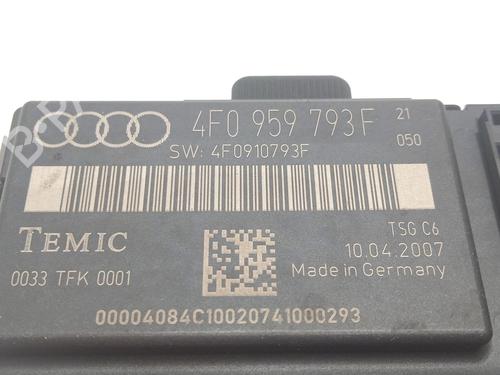 4F0 959 793F 21
050
SW: 4F0910793F
TEMIC
TSG C6
10.04.2007
0033 TFK 0001
Made in Germany
00004084C10020741000293